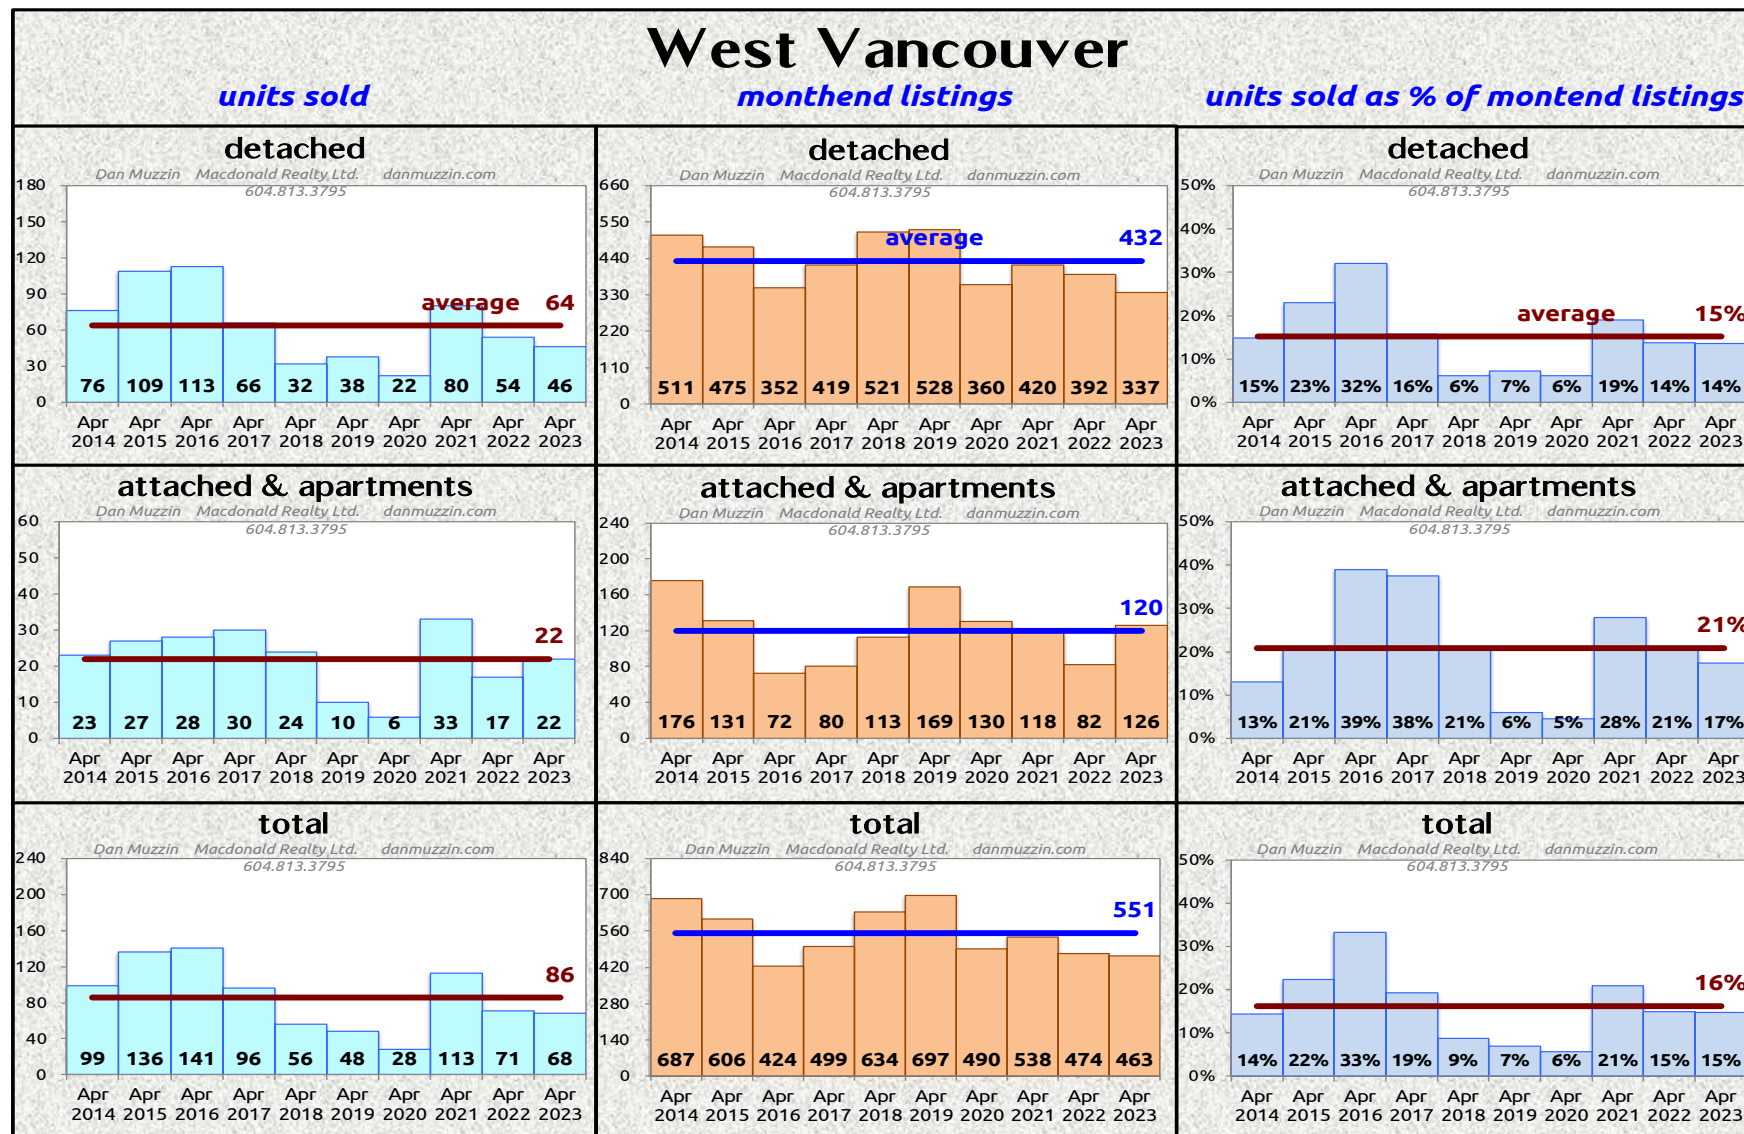 West Vancouver
units sold
monthend listings
units sold as % of montend listings
detached
Dan Muzzin Macdonald Realty Ltd. danmuzzin.com
604.813.3795
180
150
120
90
60
30
0
average 64
76 109 113 66 32 38 22 80 54 46
Apr 2014 Apr 2015 Apr 2016 Apr 2017 Apr 2018 Apr 2019 Apr 2020 Apr 2021 Apr 2022 Apr 2023
detached
Dan Muzzin Macdonald Realty Ltd. danmuzzin.com
604.813.3795
660
550
440
330
220
110
0
average 432
511 475 352 419 521 528 360 420 392 337
Apr 2014 Apr 2015 Apr 2016 Apr 2017 Apr 2018 Apr 2019 Apr 2020 Apr 2021 Apr 2022 Apr 2023
detached
Dan Muzzin Macdonald Realty Ltd. danmuzzin.com
604.813.3795
50%
40%
30%
20%
10%
0%
average 15%
15% 23% 32% 16% 6% 7% 6% 19% 14% 14%
Apr 2014 Apr 2015 Apr 2016 Apr 2017 Apr 2018 Apr 2019 Apr 2020 Apr 2021 Apr 2022 Apr 2023
attached & apartments
Dan Muzzin Macdonald Realty Ltd. danmuzzin.com
604.813.3795
60
50
40
30
20
10
0
22
23 27 28 30 24 10 6 33 17 22
Apr 2014 Apr 2015 Apr 2016 Apr 2017 Apr 2018 Apr 2019 Apr 2020 Apr 2021 Apr 2022 Apr 2023
attached & apartments
Dan Muzzin Macdonald Realty Ltd. danmuzzin.com
604.813.3795
240
200
160
120
80
40
0
120
176 131 72 80 113 169 130 118 82 126
Apr 2014 Apr 2015 Apr 2016 Apr 2017 Apr 2018 Apr 2019 Apr 2020 Apr 2021 Apr 2022 Apr 2023
attached & apartments
Dan Muzzin Macdonald Realty Ltd. danmuzzin.com
604.813.3795
50%
40%
30%
20%
10%
0%
21%
13% 21% 39% 38% 21% 6% 5% 28% 21% 17%
Apr 2014 Apr 2015 Apr 2016 Apr 2017 Apr 2018 Apr 2019 Apr 2020 Apr 2021 Apr 2022 Apr 2023
total
Dan Muzzin Macdonald Realty Ltd. danmuzzin.com
604.813.3795
240
200
160
120
80
40
0
86
99 136 141 96 56 48 28 113 71 68
Apr 2014 Apr 2015 Apr 2016 Apr 2017 Apr 2018 Apr 2019 Apr 2020 Apr 2021 Apr 2022 Apr 2023
total
Dan Muzzin Macdonald Realty Ltd. danmuzzin.com
604.813.3795
840
700
560
420
280
140
0
551
687 606 424 499 634 697 490 538 474 463
Apr 2014 Apr 2015 Apr 2016 Apr 2017 Apr 2018 Apr 2019 Apr 2020 Apr 2021 Apr 2022 Apr 2023
total
Dan Muzzin Macdonald Realty Ltd. danmuzzin.com
604.813.3795
50%
40%
30%
20%
10%
0%
16%
14% 22% 33% 19% 9% 7% 6% 21% 15% 15%
Apr 2014 Apr 2015 Apr 2016 Apr 2017 Apr 2018 Apr 2019 Apr 2020 Apr 2021 Apr 2022 Apr 2023